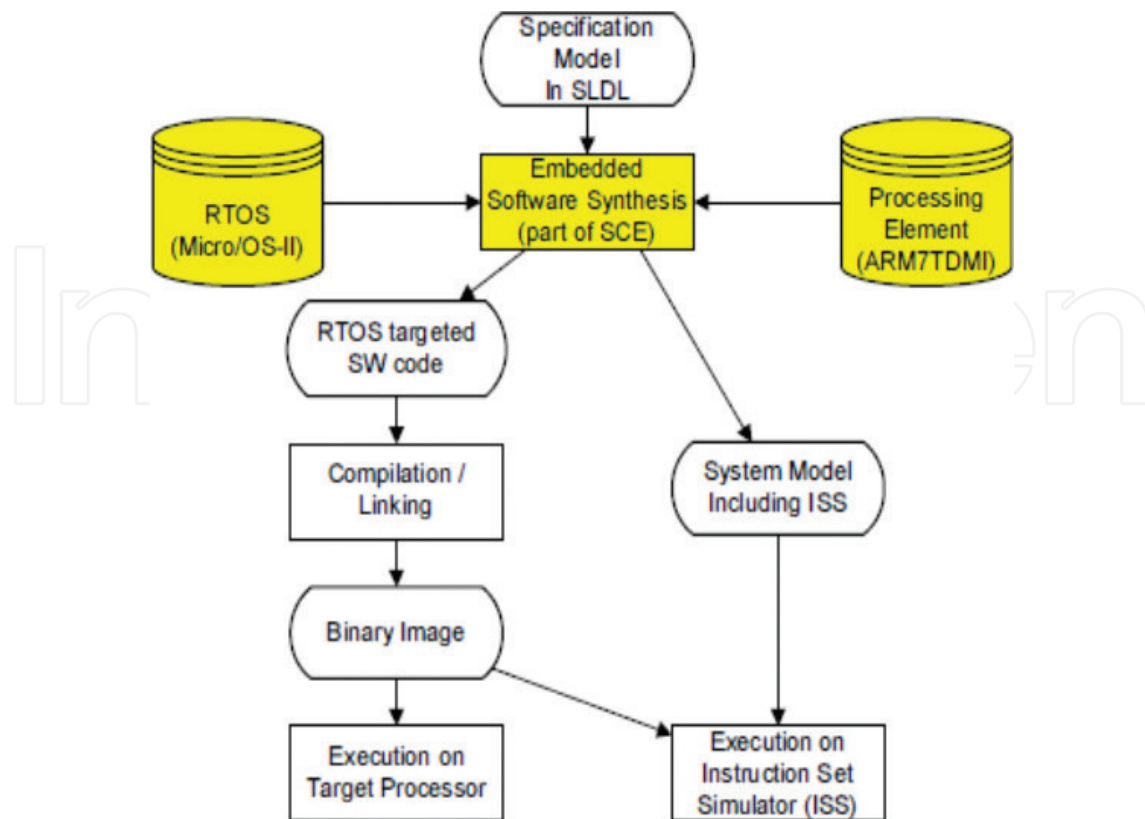 Specification
Model
In SLDL
RTOS
(Micro/OS-II)
Embedded
Software Synthesis
(part of SCE)
Processing
Element
(ARM7TDMI)
RTOS targeted
SW code
Compilation /
Linking
System Model
Including ISS
Binary Image
Execution on
Target Processor
Execution on
Instruction Set
Simulator (ISS)